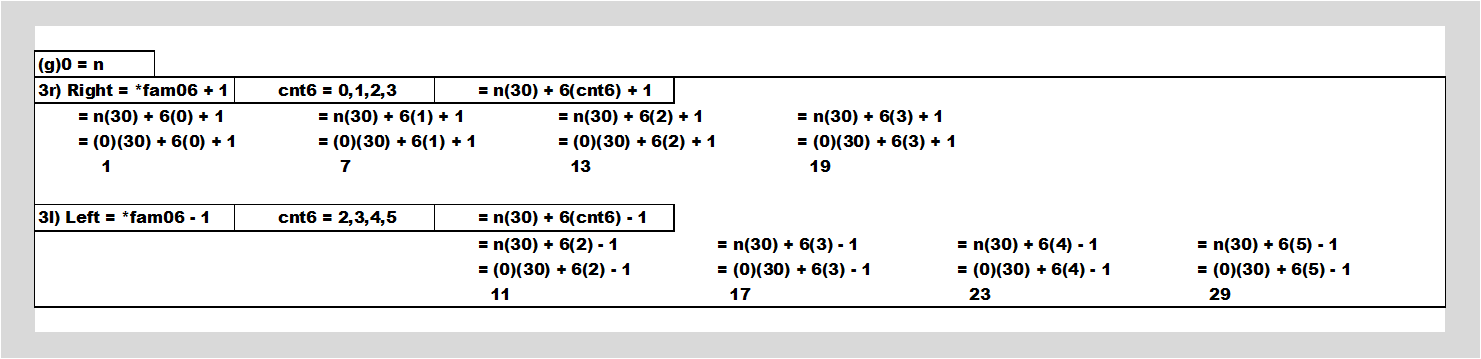 (g)0 = n
3r) Right = *fam06 + 1 cnt6 = 0,1,2,3 = n(30) + 6(cnt6) + 1
= n(30) + 6(0) + 1 = n(30) + 6(1) + 1 = n(30) + 6(2) + 1 = n(30) + 6(3) + 1
= (0)(30) + 6(0) + 1 = (0)(30) + 6(1) + 1 = (0)(30) + 6(2) + 1 = (0)(30) + 6(3) + 1
1 7 13 19
3l) Left = *fam06 - 1 cnt6 = 2,3,4,5 = n(30) + 6(cnt6) - 1
= n(30) + 6(2) - 1 = n(30) + 6(3) - 1 = n(30) + 6(4) - 1 = n(30) + 6(5) - 1
= (0)(30) + 6(2) - 1 = (0)(30) + 6(3) - 1 = (0)(30) + 6(4) - 1 = (0)(30) + 6(5) - 1
11 17 23 29